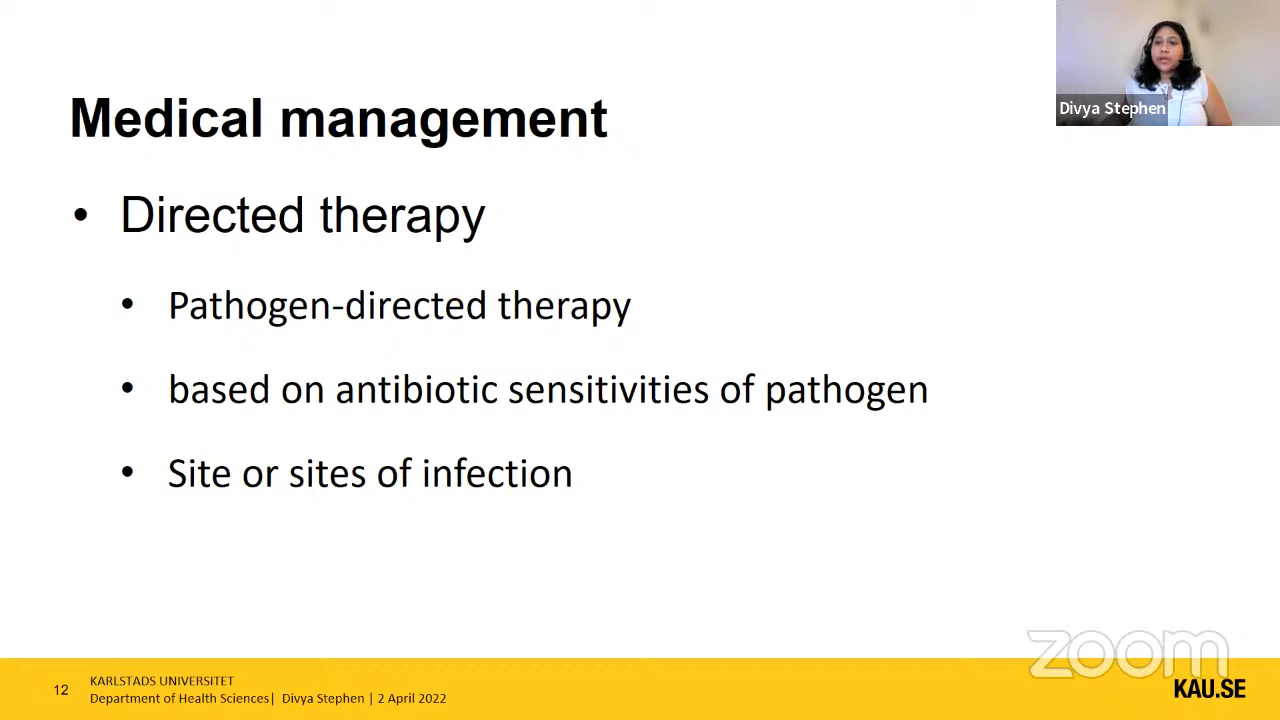 Divya Stephen
Medical management
• Directed therapy
• Pathogen-directed therapy
• based on antibiotic sensitivities of pathogen
• Site or sites of infection
zoom
12
KARLSTADS UNIVERSITET
Department of Health Sciences| Divya Stephen | 2 April 2022
KAU.SE